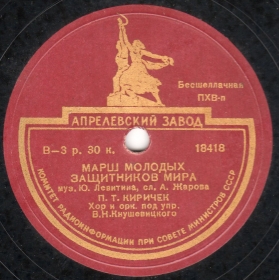 Бесшеллачная
ПХВ-п
АПРЕЛЕВСКИЙ ЗАВОД
В—3 р. 30 к.
18418
МАРШ МОЛОДЫХ
ЗАЩИТНИКОВ МИРА
муз. Ю. Левитина, сл. А. Жарова
П. Т. КИРИЧЕК
Хор и орк. под упр.
В. Н. Кнушевицкого
КОМИТЕТ РАДИОИНФОРМАЦИИ ПРИ СОВЕТЕ МИНИСТРОВ СССР